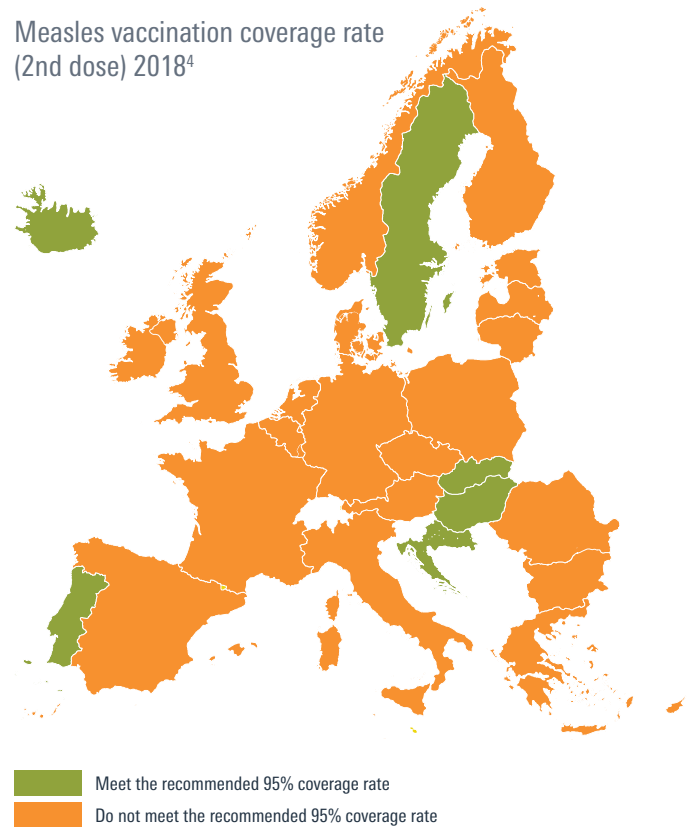 Measles vaccination coverage rate
(2nd dose) 2018⁴
Meet the recommended 95% coverage rate
Do not meet the recommended 95% coverage rate